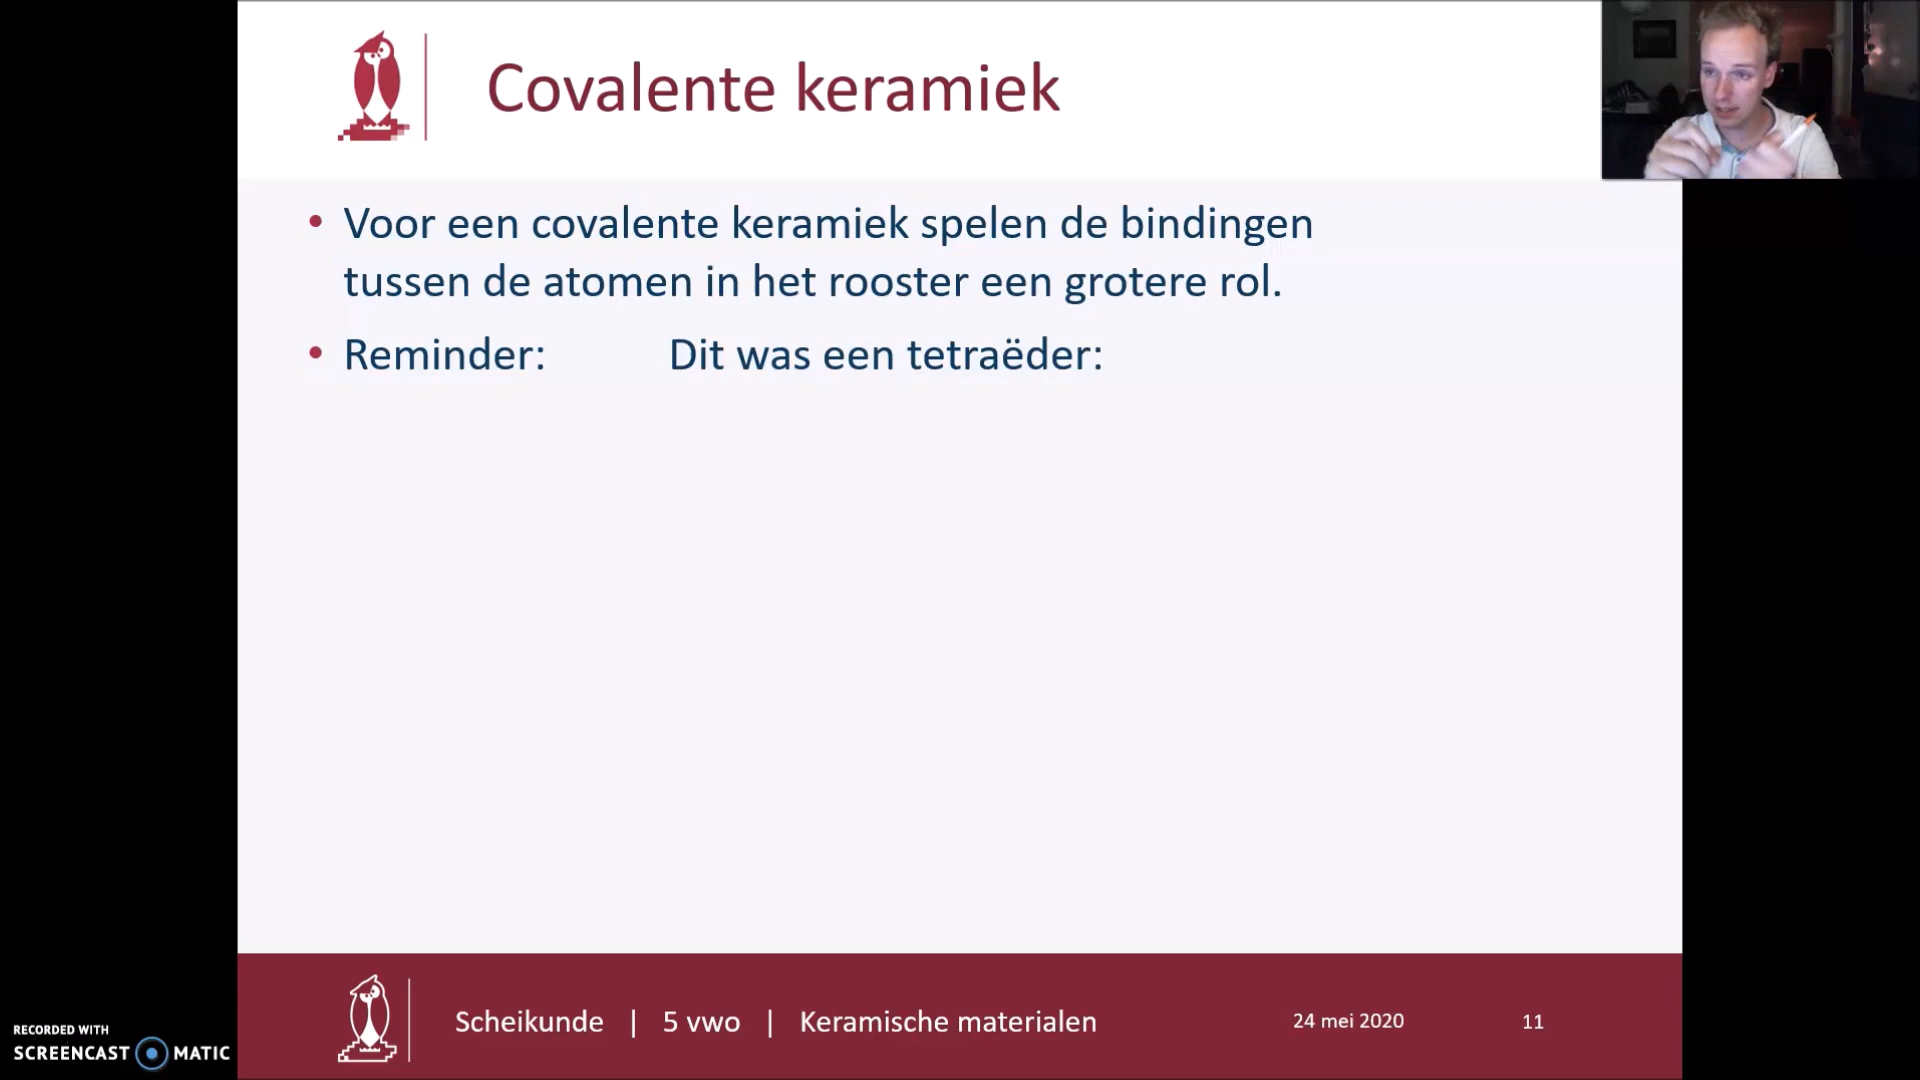 Covalente keramiek
• Voor een covalente keramiek spelen de bindingen
tussen de atomen in het rooster een grotere rol.
• Reminder: Dit was een tetraëder:
Scheikunde | 5 vwo | Keramische materialen 24 mei 2020 11
RECORDED WITH
SCREENCAST MATIC